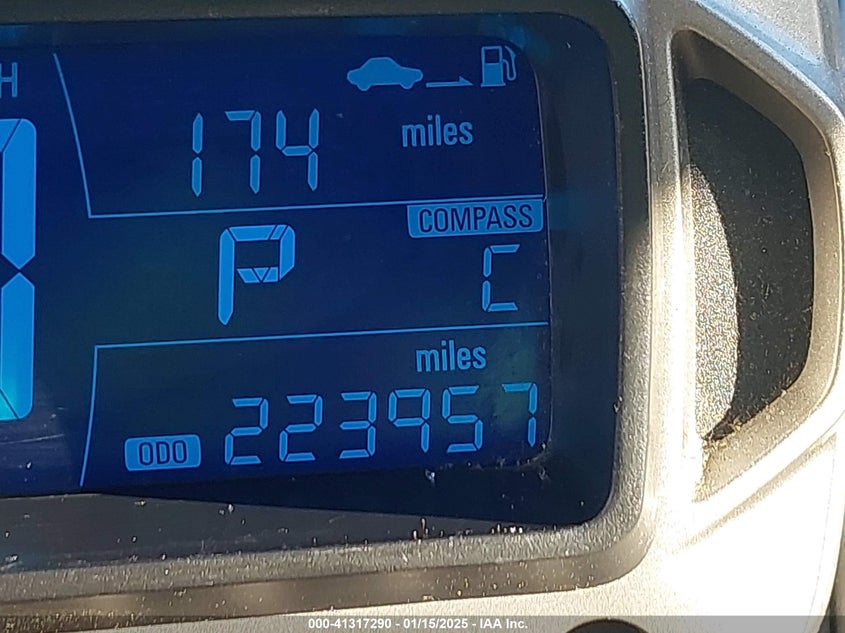 H
174 miles
COMPASS
P C
miles
ODO 223957
000-41317290 - 01/15/2025 - IAA Inc.